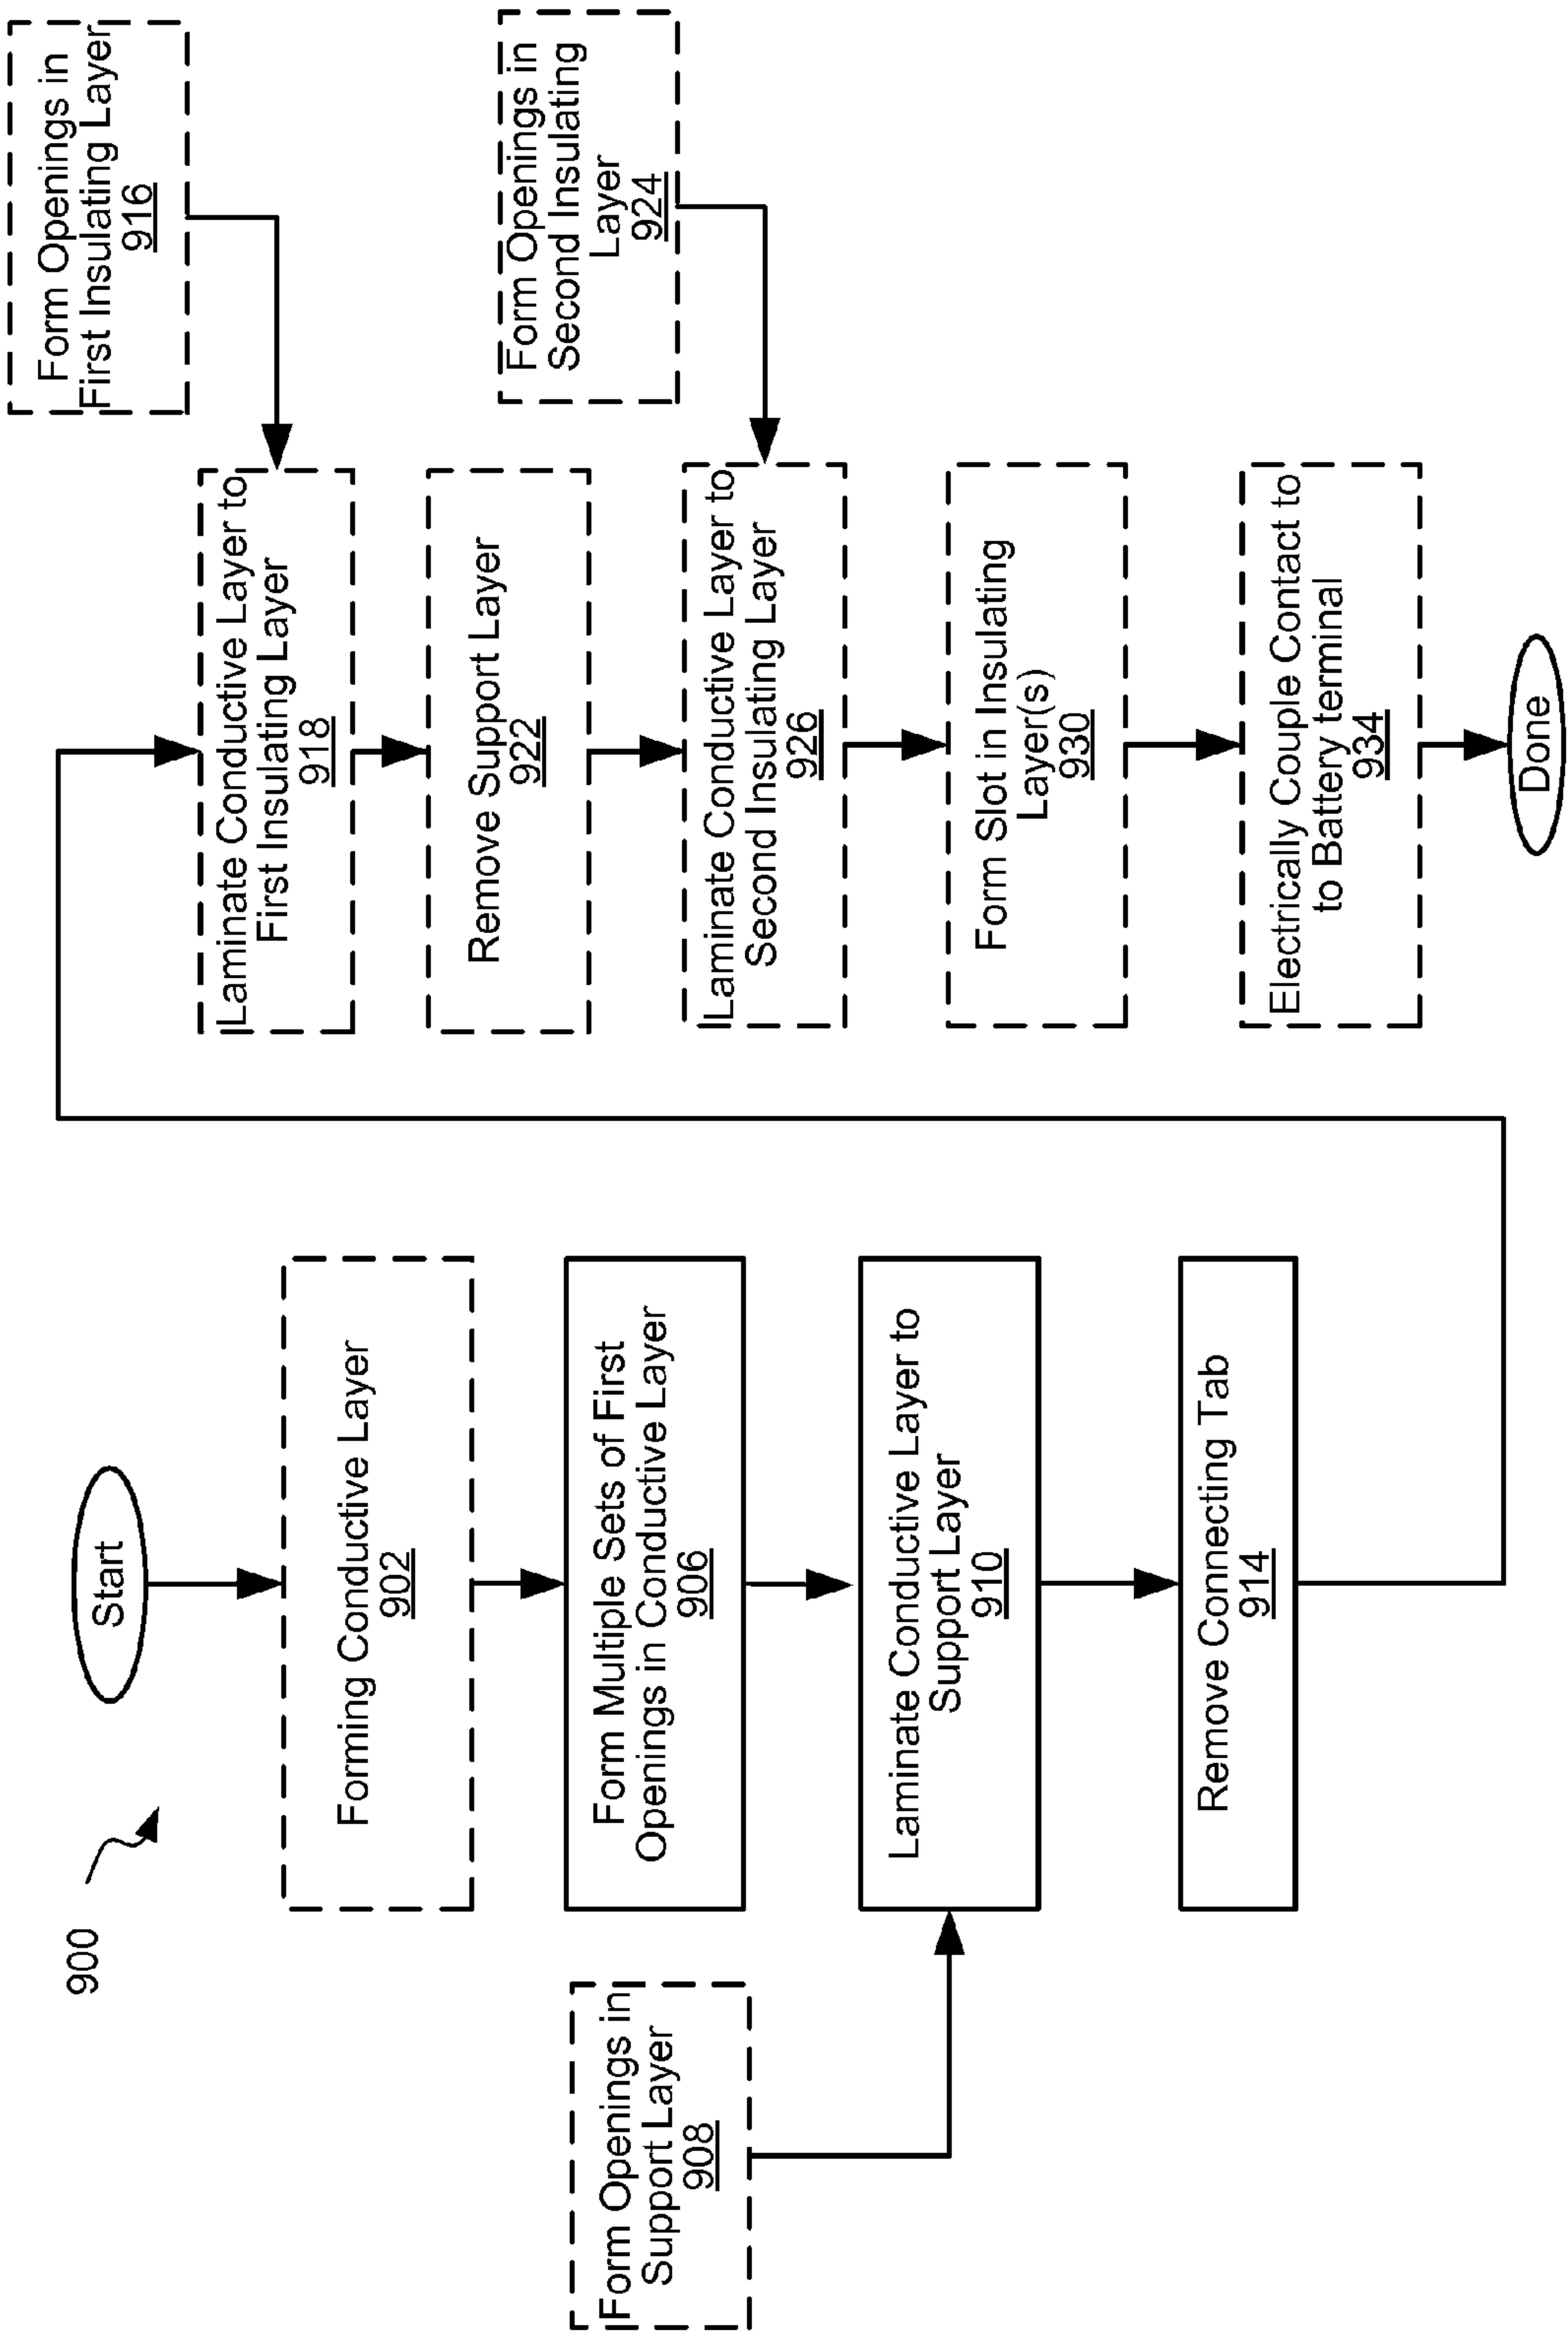 900
Start
Forming Conductive Layer
902
Form Multiple Sets of First
Openings in Conductive Layer
906
Form Openings in
Support Layer
908
Laminate Conductive Layer to
Support Layer
910
Remove Connecting Tab
914
Form Openings in
First Insulating Layer
916
Laminate Conductive Layer to
First Insulating Layer
918
Remove Support Layer
922
Form Openings in
Second Insulating
Layer
924
Laminate Conductive Layer to
Second Insulating Layer
926
Form Slot in Insulating
Layer(s)
930
Electrically Couple Contact to
to Battery terminal
934
Done